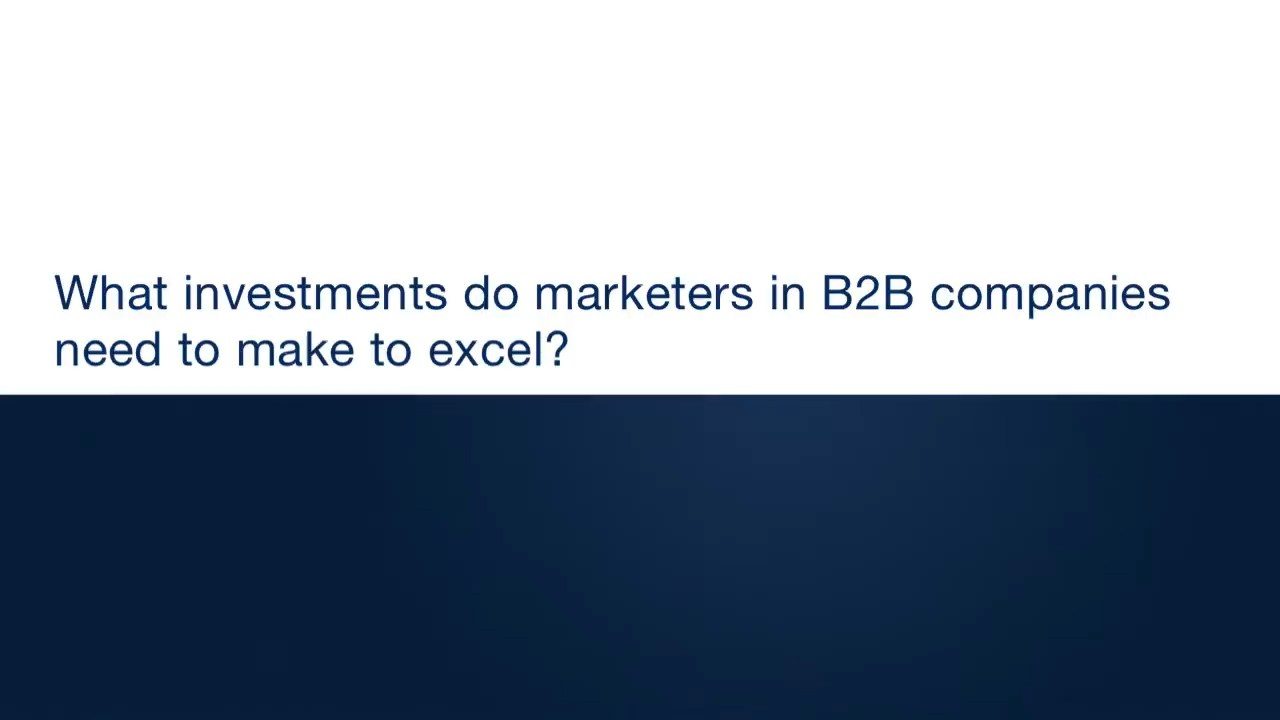 What investments do marketers in B2B companies
need to make to excel?